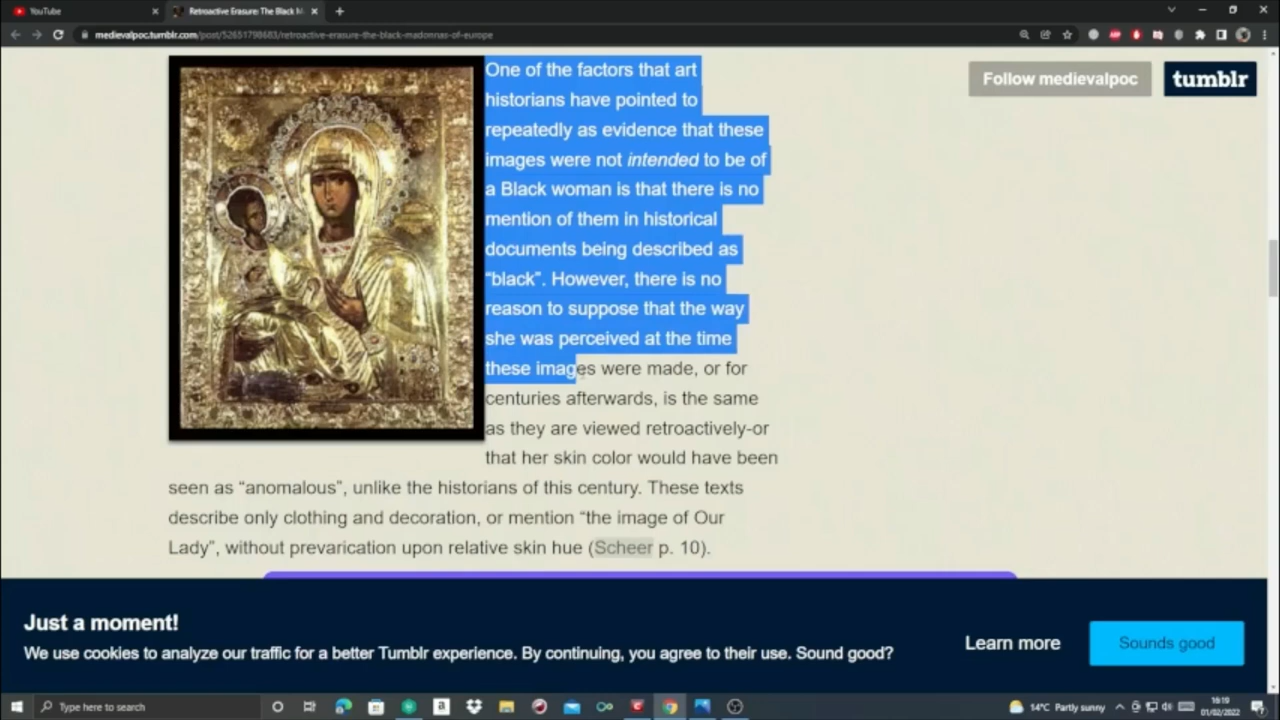 YouTube
Retroactive Erasure: The Black M
medievalpoc.tumblr.com/post/52651798683/retroactive-erasure-the-black-madonnas-of-europe
Follow medievalpoc
tumblr
One of the factors that art
historians have pointed to
repeatedly as evidence that these
images were not intended to be of
a Black woman is that there is no
mention of them in historical
documents being described as
“black”. However, there is no
reason to suppose that the way
she was perceived at the time
these images were made, or for
centuries afterwards, is the same
as they are viewed retroactively-or
that her skin color would have been
seen as “anomalous”, unlike the historians of this century. These texts
describe only clothing and decoration, or mention “the image of Our
Lady”, without prevarication upon relative skin hue (Scheer p. 10).
Just a moment!
We use cookies to analyze our traffic for a better Tumblr experience. By continuing, you agree to their use. Sound good?
Learn more
Sounds good
Type here to search
14°C Partly sunny
16:19
01/02/2022